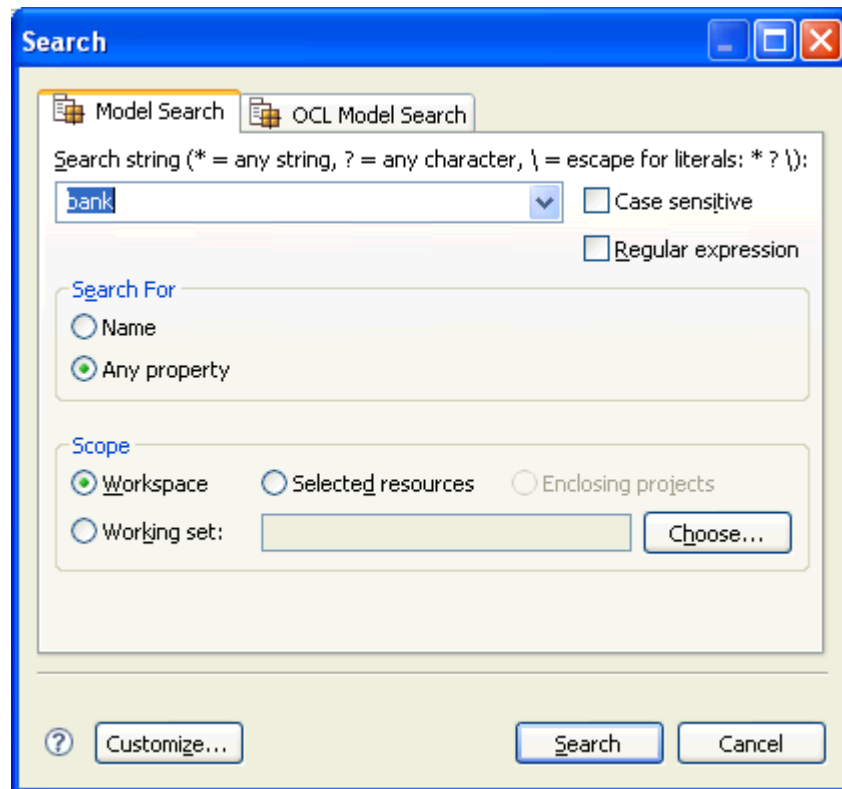 Search
Model Search OCL Model Search
Search string (* = any string, ? = any character, \ = escape for literals: * ? \):
bank Case sensitive
Regular expression
Search For
Name
Any property
Scope
Workspace Selected resources Enclosing projects
Working set: Choose...
? Customize... Search Cancel